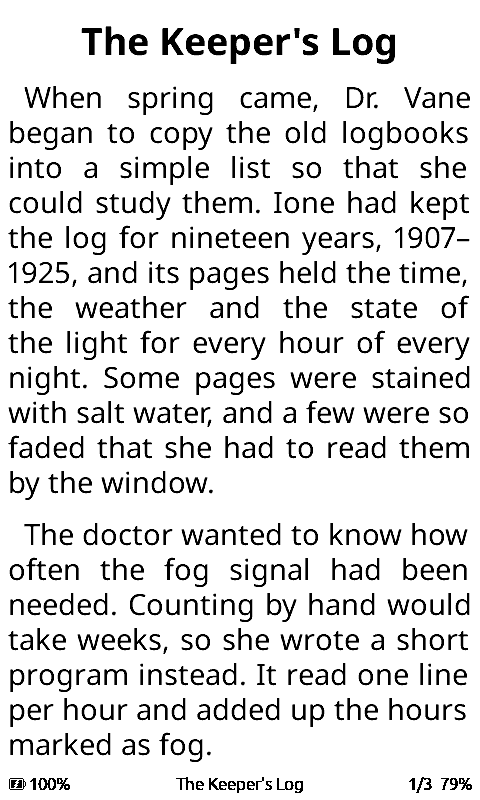 The Keeper's Log
When spring came, Dr. Vane
began to copy the old logbooks
into a simple list so that she
could study them. Ione had kept
the log for nineteen years, 1907–
1925, and its pages held the time,
the weather and the state of
the light for every hour of every
night. Some pages were stained
with salt water, and a few were so
faded that she had to read them
by the window.
The doctor wanted to know how
often the fog signal had been
needed. Counting by hand would
take weeks, so she wrote a short
program instead. It read one line
per hour and added up the hours
marked as fog.
100% The Keeper's Log 1/3 79%